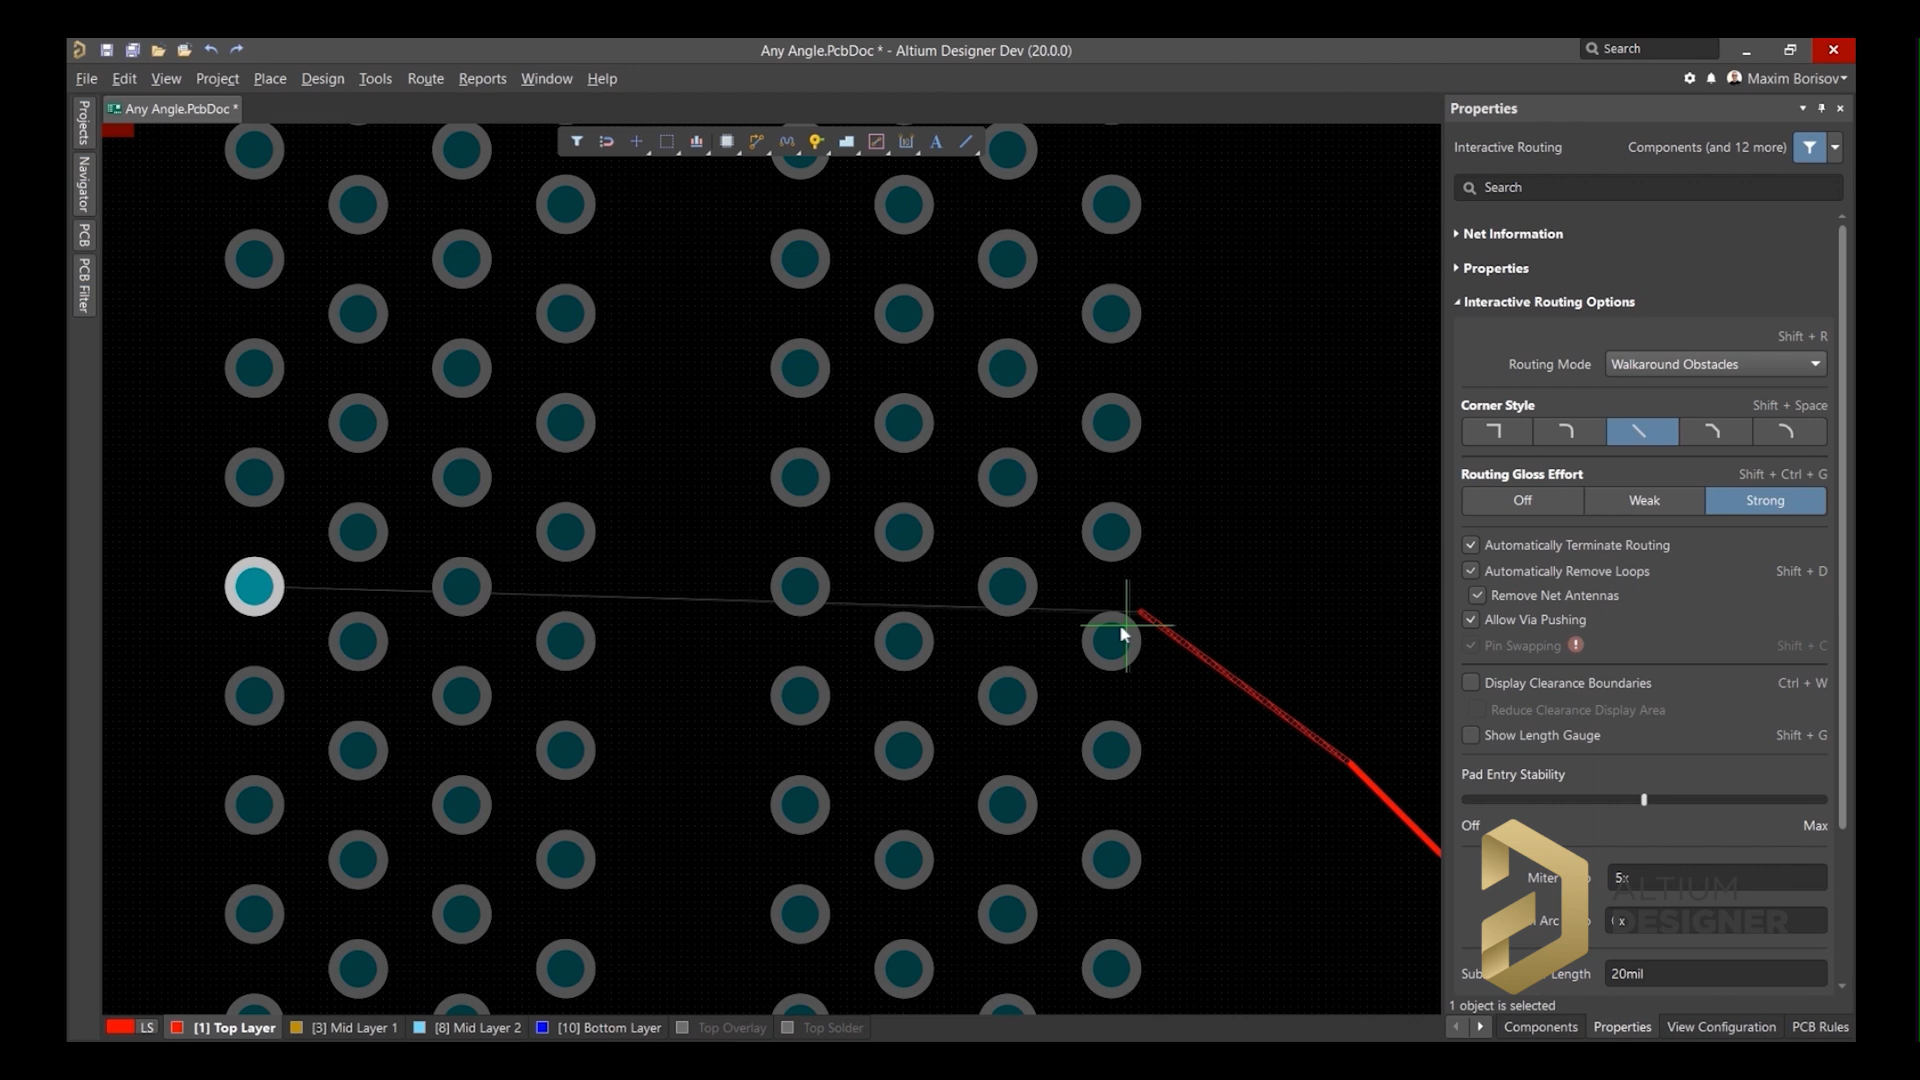 Any Angle.PcbDoc * - Altium Designer Dev (20.0.0)
Search
File Edit View Project Place Design Tools Route Reports Window Help
Maxim Borisov
Projects
Navigator
PCB
PCB Filter
Any Angle.PcbDoc *
Properties
Interactive Routing Components (and 12 more)
Search
Net Information
Properties
Interactive Routing Options
Shift + R
Routing Mode Walkaround Obstacles
Corner Style Shift + Space
Routing Gloss Effort Shift + Ctrl + G
Off Weak Strong
Automatically Terminate Routing
Automatically Remove Loops Shift + D
Remove Net Antennas
Allow Via Pushing
Pin Swapping Shift + C
Display Clearance Boundaries Ctrl + W
Reduce Clearance Display Area
Show Length Gauge Shift + G
Pad Entry Stability
Off Max
Miter 5x
Arc x
ALTIUM
DESIGNER
Length 20mil
1 object is selected
LS [1] Top Layer [3] Mid Layer 1 [8] Mid Layer 2 [10] Bottom Layer Top Overlay Top Solder
Components Properties View Configuration PCB Rules